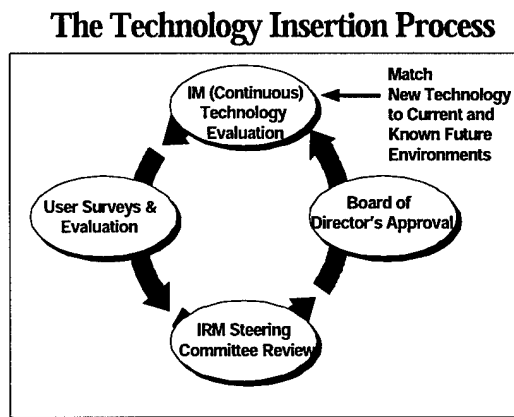 The Technology Insertion Process
IM (Continuous)
Technology
Evaluation
Match
New Technology
to Current and
Known Future
Environments
User Surveys &
Evaluation
Board of
Director's Approval
IRM Steering
Committee Review